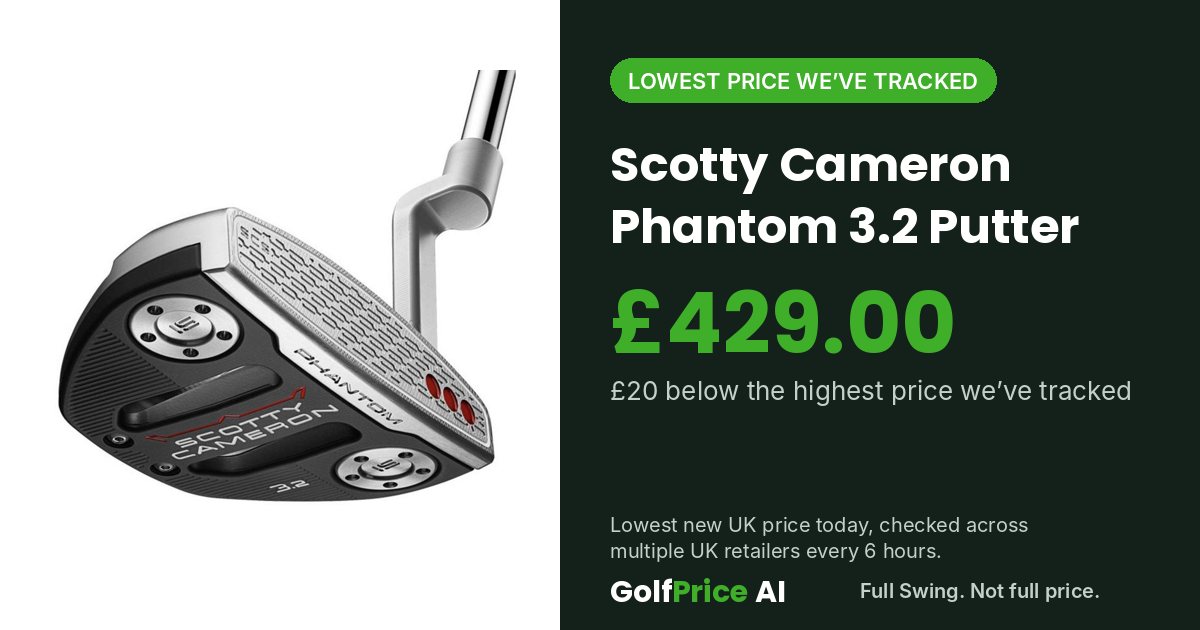 LOWEST PRICE WE’VE TRACKED
Scotty Cameron
Phantom 3.2 Putter
£429.00
£20 below the highest price we’ve tracked
Lowest new UK price today, checked across
multiple UK retailers every 6 hours.
GolfPrice AI
Full Swing. Not full price.
PHANTOM
SCOTTY
CAMERON
3.2